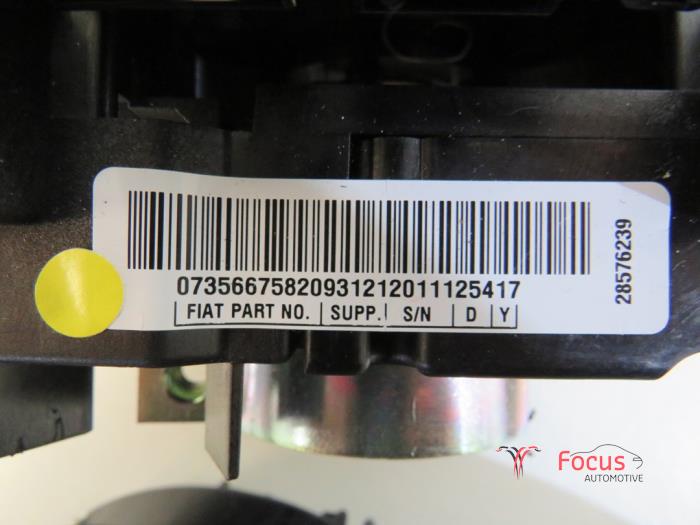 07356675820931212011125417
FIAT PART NO. SUPP. S/N D Y
28576239
Focus
AUTOMOTIVE